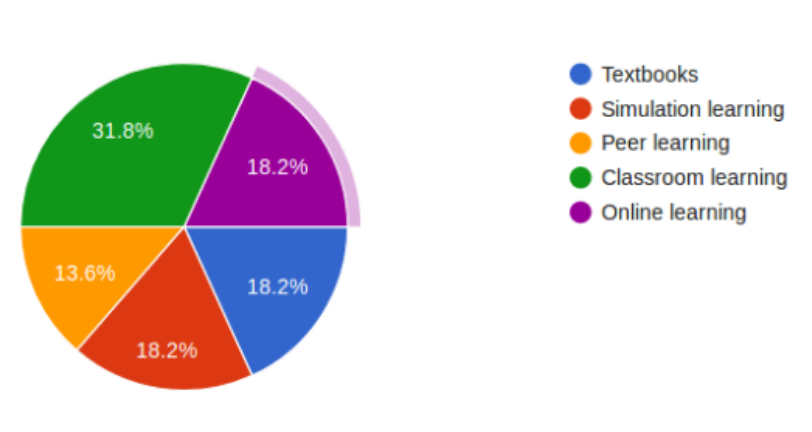 31.8%
18.2%
13.6%
18.2%
18.2%
Textbooks
Simulation learning
Peer learning
Classroom learning
Online learning